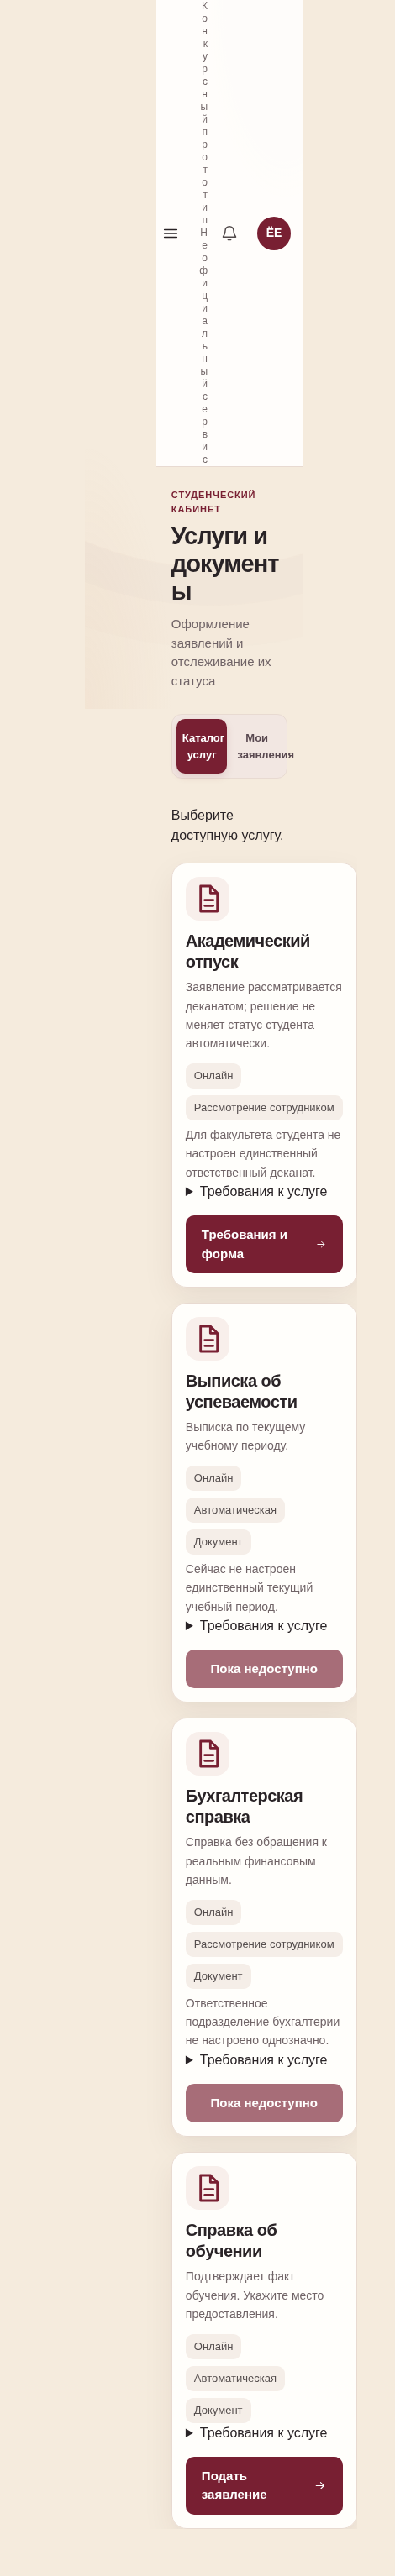 К
о
н
к
у
р
с
н
ы
й
п
р
о
т
о
т
и
п
Н
е
о
ф
и
ц
и
а
л
ь
н
ы
й
с
е
р
в
и
с
ЁЕ
СТУДЕНЧЕСКИЙ
КАБИНЕТ
Услуги и
документ
ы
Оформление
заявлений и
отслеживание их
статуса
Каталог
услуг
Мои
заявления
Выберите
доступную услугу.
Академический
отпуск
Заявление рассматривается
деканатом; решение не
меняет статус студента
автоматически.
Онлайн
Рассмотрение сотрудником
Для факультета студента не
настроен единственный
ответственный деканат.
Требования к услуге
Требования и
форма
Выписка об
успеваемости
Выписка по текущему
учебному периоду.
Онлайн
Автоматическая
Документ
Сейчас не настроен
единственный текущий
учебный период.
Требования к услуге
Пока недоступно
Бухгалтерская
справка
Справка без обращения к
реальным финансовым
данным.
Онлайн
Рассмотрение сотрудником
Документ
Ответственное
подразделение бухгалтерии
не настроено однозначно.
Требования к услуге
Пока недоступно
Справка об
обучении
Подтверждает факт
обучения. Укажите место
предоставления.
Онлайн
Автоматическая
Документ
Требования к услуге
Подать
заявление